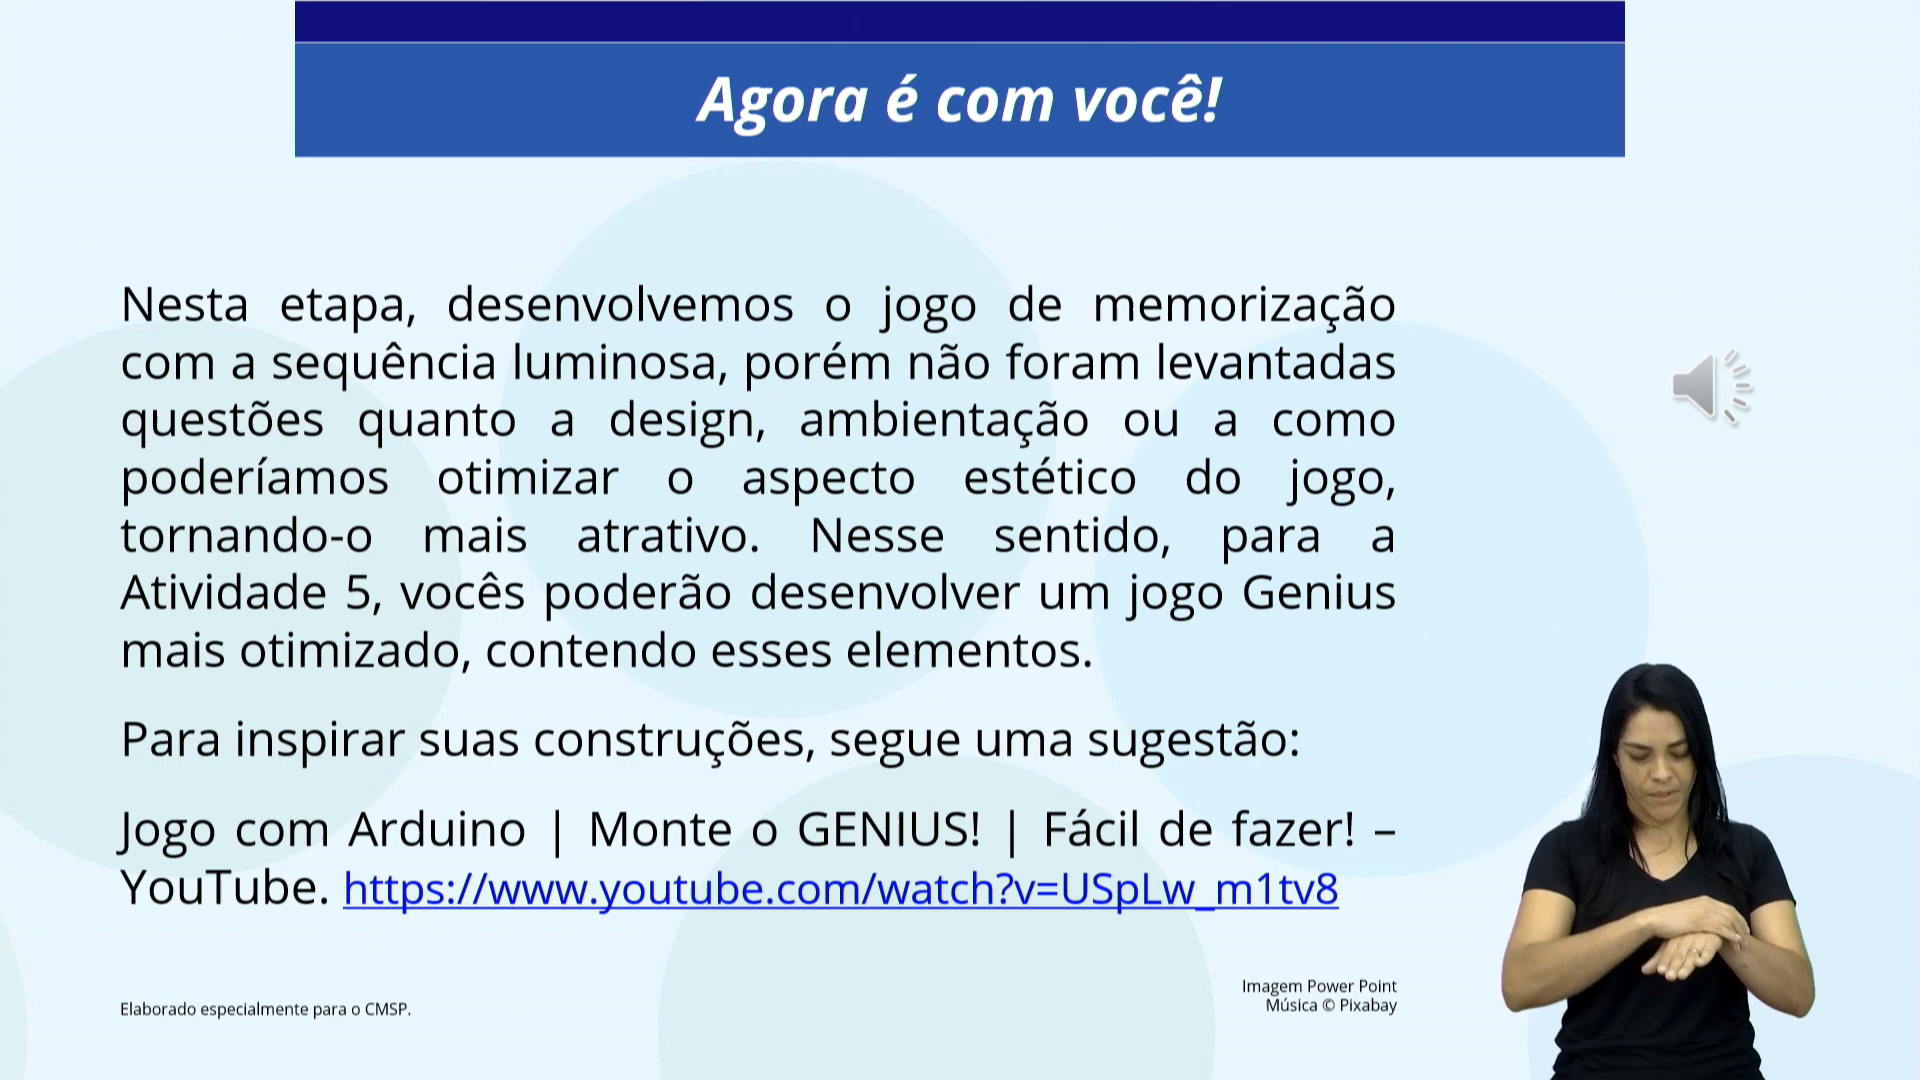 Agora é com você!
Nesta etapa, desenvolvemos o jogo de memorização
com a sequência luminosa, porém não foram levantadas
questões quanto a design, ambientação ou a como
poderíamos otimizar o aspecto estético do jogo,
tornando-o mais atrativo. Nesse sentido, para a
Atividade 5, vocês poderão desenvolver um jogo Genius
mais otimizado, contendo esses elementos.
Para inspirar suas construções, segue uma sugestão:
Jogo com Arduino | Monte o GENIUS! | Fácil de fazer! –
YouTube. https://www.youtube.com/watch?v=USpLw_m1tv8
Elaborado especialmente para o CMSP.
Imagem Power Point
Música © Pixabay